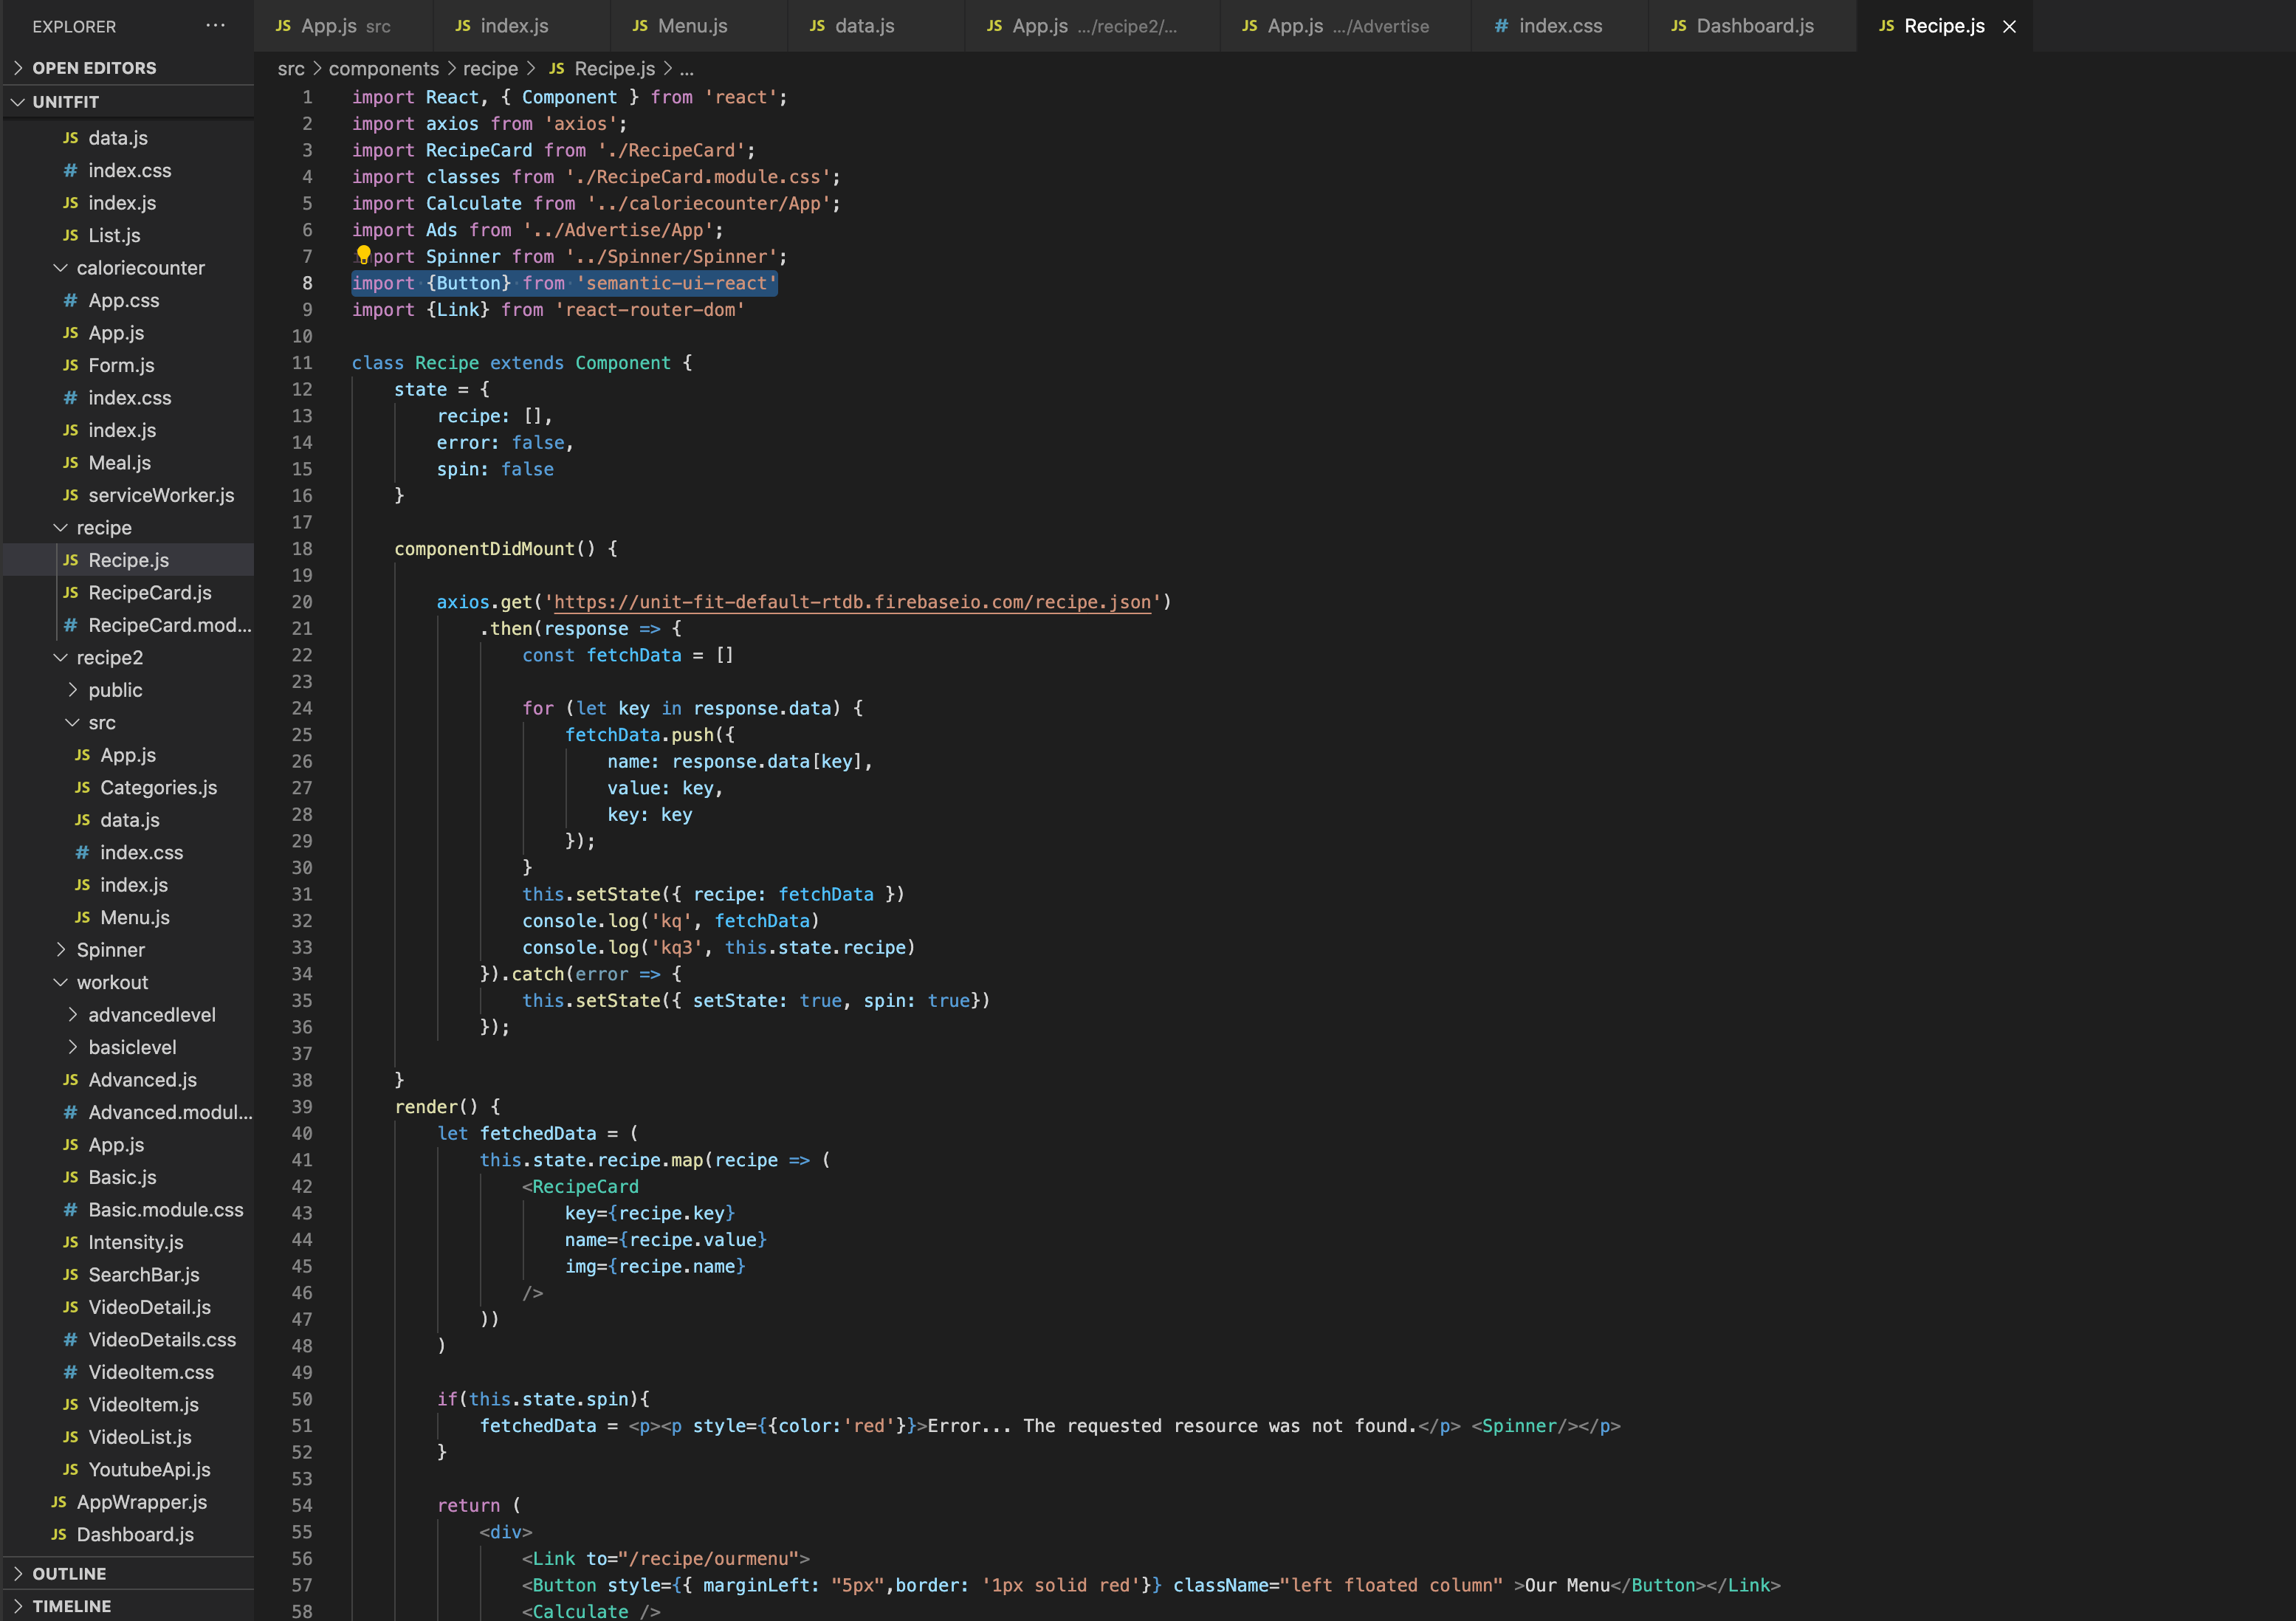 EXPLORER ...
OPEN EDITORS
UNITFIT
JS data.js
# index.css
JS index.js
JS List.js
caloriecounter
# App.css
JS App.js
JS Form.js
# index.css
JS index.js
JS Meal.js
JS serviceWorker.js
recipe
JS Recipe.js
JS RecipeCard.js
# RecipeCard.mod...
recipe2
public
src
JS App.js
JS Categories.js
JS data.js
# index.css
JS index.js
JS Menu.js
Spinner
workout
advancedlevel
basiclevel
JS Advanced.js
# Advanced.modul...
JS App.js
JS Basic.js
# Basic.module.css
JS Intensity.js
JS SearchBar.js
JS VideoDetail.js
# VideoDetails.css
# VideoItem.css
JS VideoItem.js
JS VideoList.js
JS YoutubeApi.js
JS AppWrapper.js
JS Dashboard.js
OUTLINE
TIMELINE
JS App.js src JS index.js JS Menu.js JS data.js JS App.js .../recipe2/... JS App.js .../Advertise # index.css JS Dashboard.js JS Recipe.js ×
src > components > recipe > JS Recipe.js > ...
1 import React, { Component } from 'react';
2 import axios from 'axios';
3 import RecipeCard from './RecipeCard';
4 import classes from './RecipeCard.module.css';
5 import Calculate from '../caloriecounter/App';
6 import Ads from '../Advertise/App';
7 port Spinner from '../Spinner/Spinner';
8 import {Button} from 'semantic-ui-react'
9 import {Link} from 'react-router-dom'
10
11 class Recipe extends Component {
12 state = {
13 recipe: [],
14 error: false,
15 spin: false
16 }
17
18 componentDidMount() {
19
20 axios.get('https://unit-fit-default-rtdb.firebaseio.com/recipe.json')
21 .then(response => {
22 const fetchData = []
23
24 for (let key in response.data) {
25 fetchData.push({
26 name: response.data[key],
27 value: key,
28 key: key
29 });
30 }
31 this.setState({ recipe: fetchData })
32 console.log('kq', fetchData)
33 console.log('kq3', this.state.recipe)
34 }).catch(error => {
35 this.setState({ setState: true, spin: true})
36 });
37
38 }
39 render() {
40 let fetchedData = (
41 this.state.recipe.map(recipe => (
42 <RecipeCard
43 key={recipe.key}
44 name={recipe.value}
45 img={recipe.name}
46 />
47 ))
48 )
49
50 if(this.state.spin){
51 fetchedData = <p><p style={{color:'red'}}>Error... The requested resource was not found.</p> <Spinner/></p>
52 }
53
54 return (
55 <div>
56 <Link to="/recipe/ourmenu">
57 <Button style={{ marginLeft: "5px",border: '1px solid red'}} className="left floated column" >Our Menu</Button></Link>
58 <Calculate />